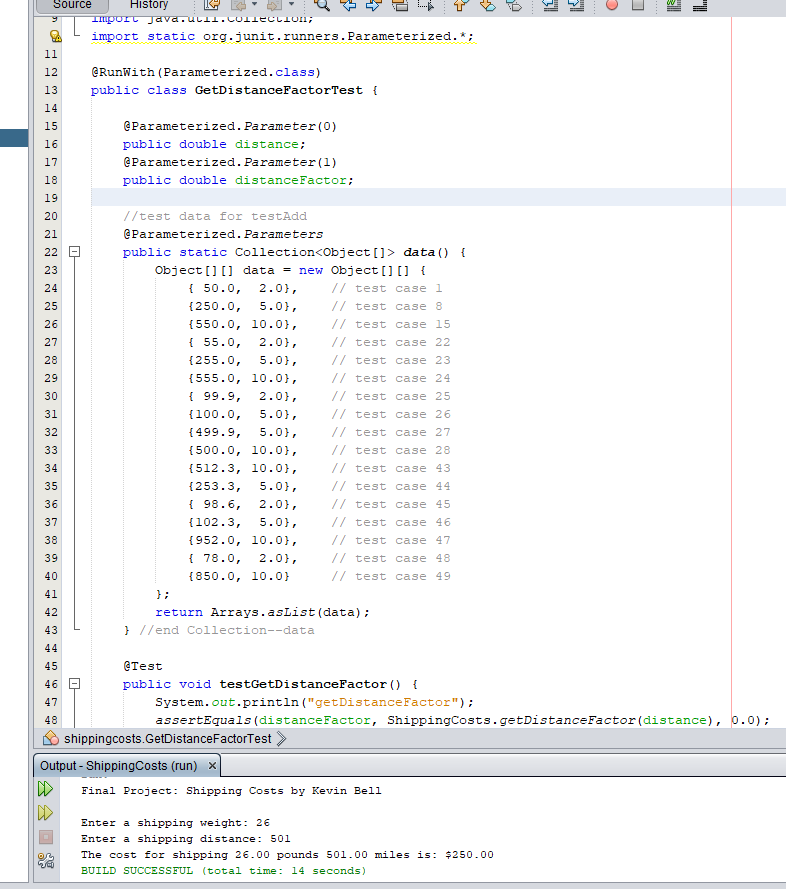 Source History
9 import java.util.Collection;
import static org.junit.runners.Parameterized.*;
11
12 @RunWith(Parameterized.class)
13 public class GetDistanceFactorTest {
14
15 @Parameterized.Parameter(0)
16 public double distance;
17 @Parameterized.Parameter(1)
18 public double distanceFactor;
19
20 //test data for testAdd
21 @Parameterized.Parameters
22 public static Collection<Object[]> data() {
23 Object[][] data = new Object[][] {
24 { 50.0, 2.0}, // test case 1
25 {250.0, 5.0}, // test case 8
26 {550.0, 10.0}, // test case 15
27 { 55.0, 2.0}, // test case 22
28 {255.0, 5.0}, // test case 23
29 {555.0, 10.0}, // test case 24
30 { 99.9, 2.0}, // test case 25
31 {100.0, 5.0}, // test case 26
32 {499.9, 5.0}, // test case 27
33 {500.0, 10.0}, // test case 28
34 {512.3, 10.0}, // test case 43
35 {253.3, 5.0}, // test case 44
36 { 98.6, 2.0}, // test case 45
37 {102.3, 5.0}, // test case 46
38 {952.0, 10.0}, // test case 47
39 { 78.0, 2.0}, // test case 48
40 {850.0, 10.0} // test case 49
41 };
42 return Arrays.asList(data);
43 } //end Collection--data
44
45 @Test
46 public void testGetDistanceFactor() {
47 System.out.println("getDistanceFactor");
48 assertEquals(distanceFactor, ShippingCosts.getDistanceFactor(distance), 0.0);
shippingcosts.GetDistanceFactorTest
Output - ShippingCosts (run) ×
Final Project: Shipping Costs by Kevin Bell
Enter a shipping weight: 26
Enter a shipping distance: 501
The cost for shipping 26.00 pounds 501.00 miles is: $250.00
BUILD SUCCESSFUL (total time: 14 seconds)